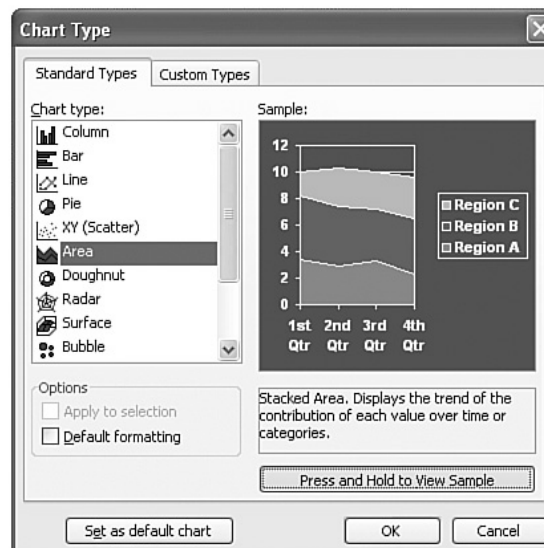 Chart Type
Standard Types
Custom Types
Chart type:
Sample:
Column
Bar
Line
Pie
XY (Scatter)
Area
Doughnut
Radar
Surface
Bubble
12
10
8
6
4
2
0
1st Qtr
2nd Qtr
3rd Qtr
4th Qtr
Region C
Region B
Region A
Options
Apply to selection
Default formatting
Stacked Area. Displays the trend of the
contribution of each value over time or
categories.
Press and Hold to View Sample
Set as default chart
OK
Cancel